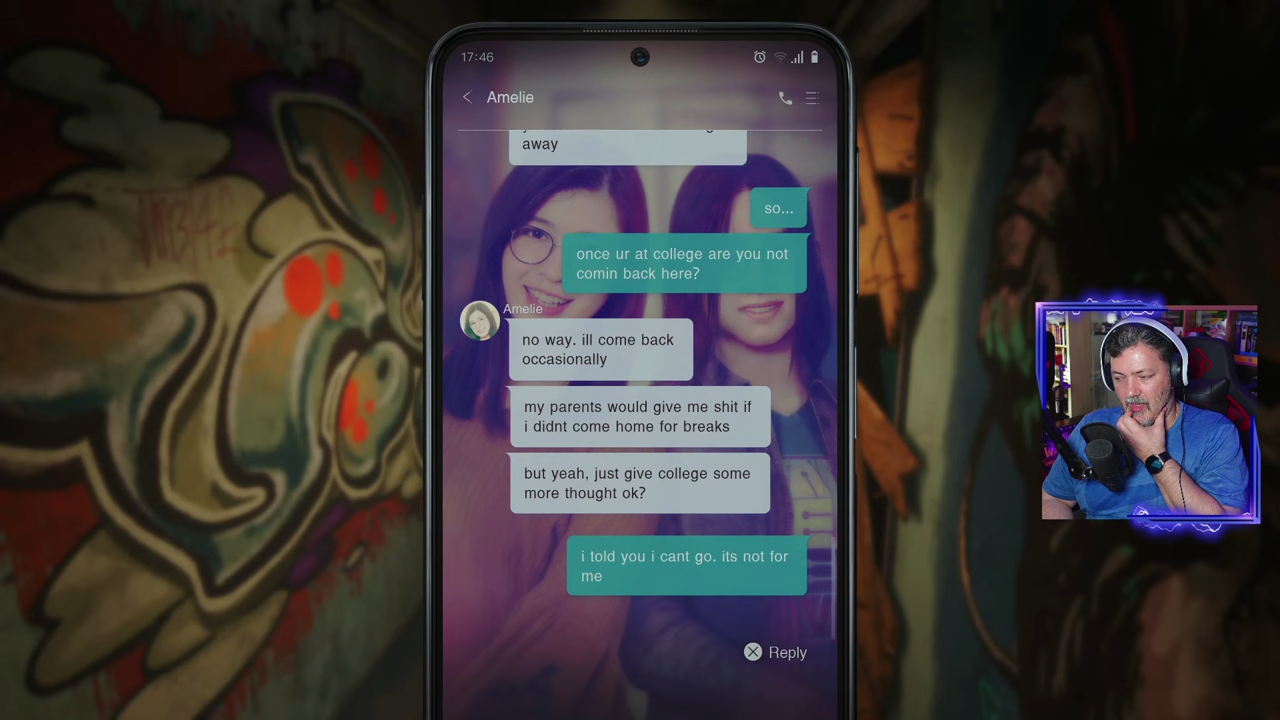 17:46
Amelie
away
so...
once ur at college are you not
comin back here?
Amelie
no way. ill come back
occasionally
my parents would give me shit if
i didnt come home for breaks
but yeah, just give college some
more thought ok?
i told you i cant go. its not for
me
Reply